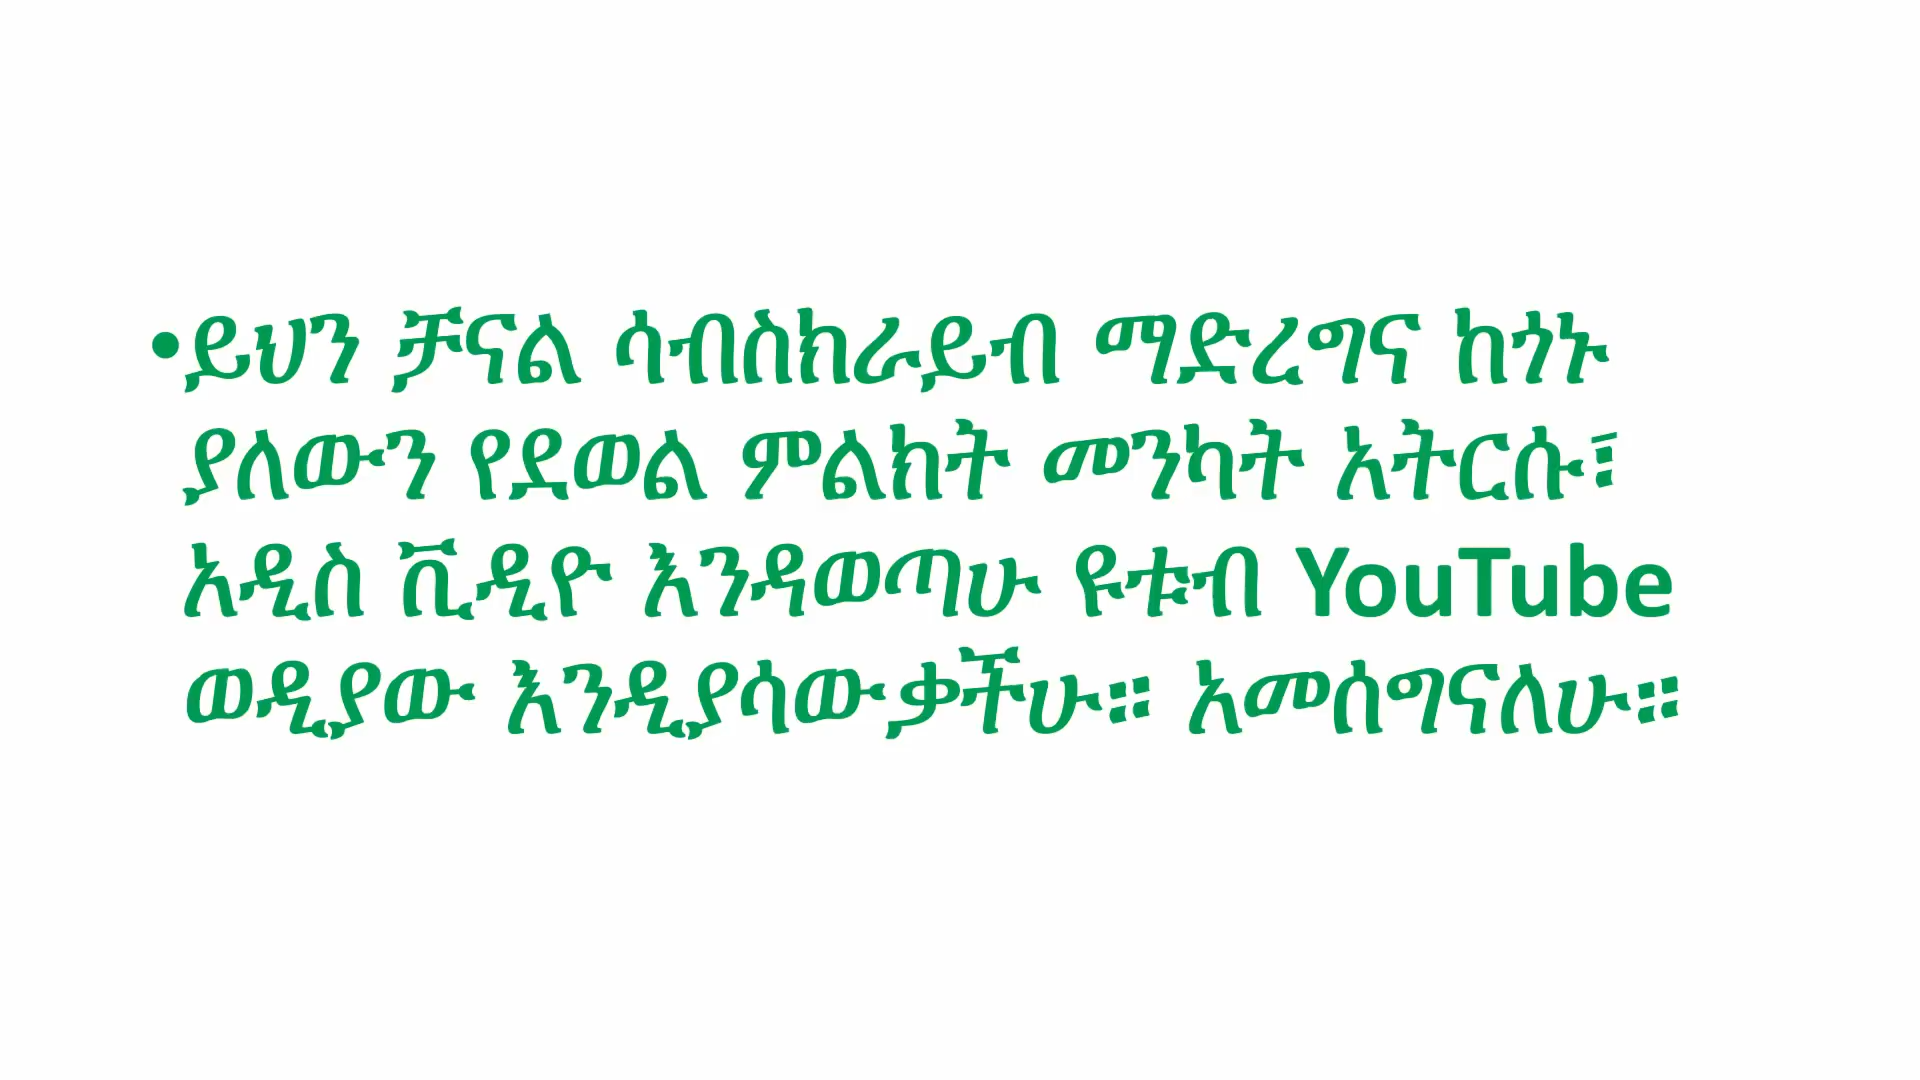 •ይህን ቻናል ሳብስክራይብ ማድረግና ከጎኑ
ያለውን የደወል ምልክት መንካት አትርሱ፣
አዲስ ቪዲዮ እንዳወጣሁ ዩቱብ YouTube
ወዲያው እንዲያሳውቃችሁ። አመሰግናለሁ።